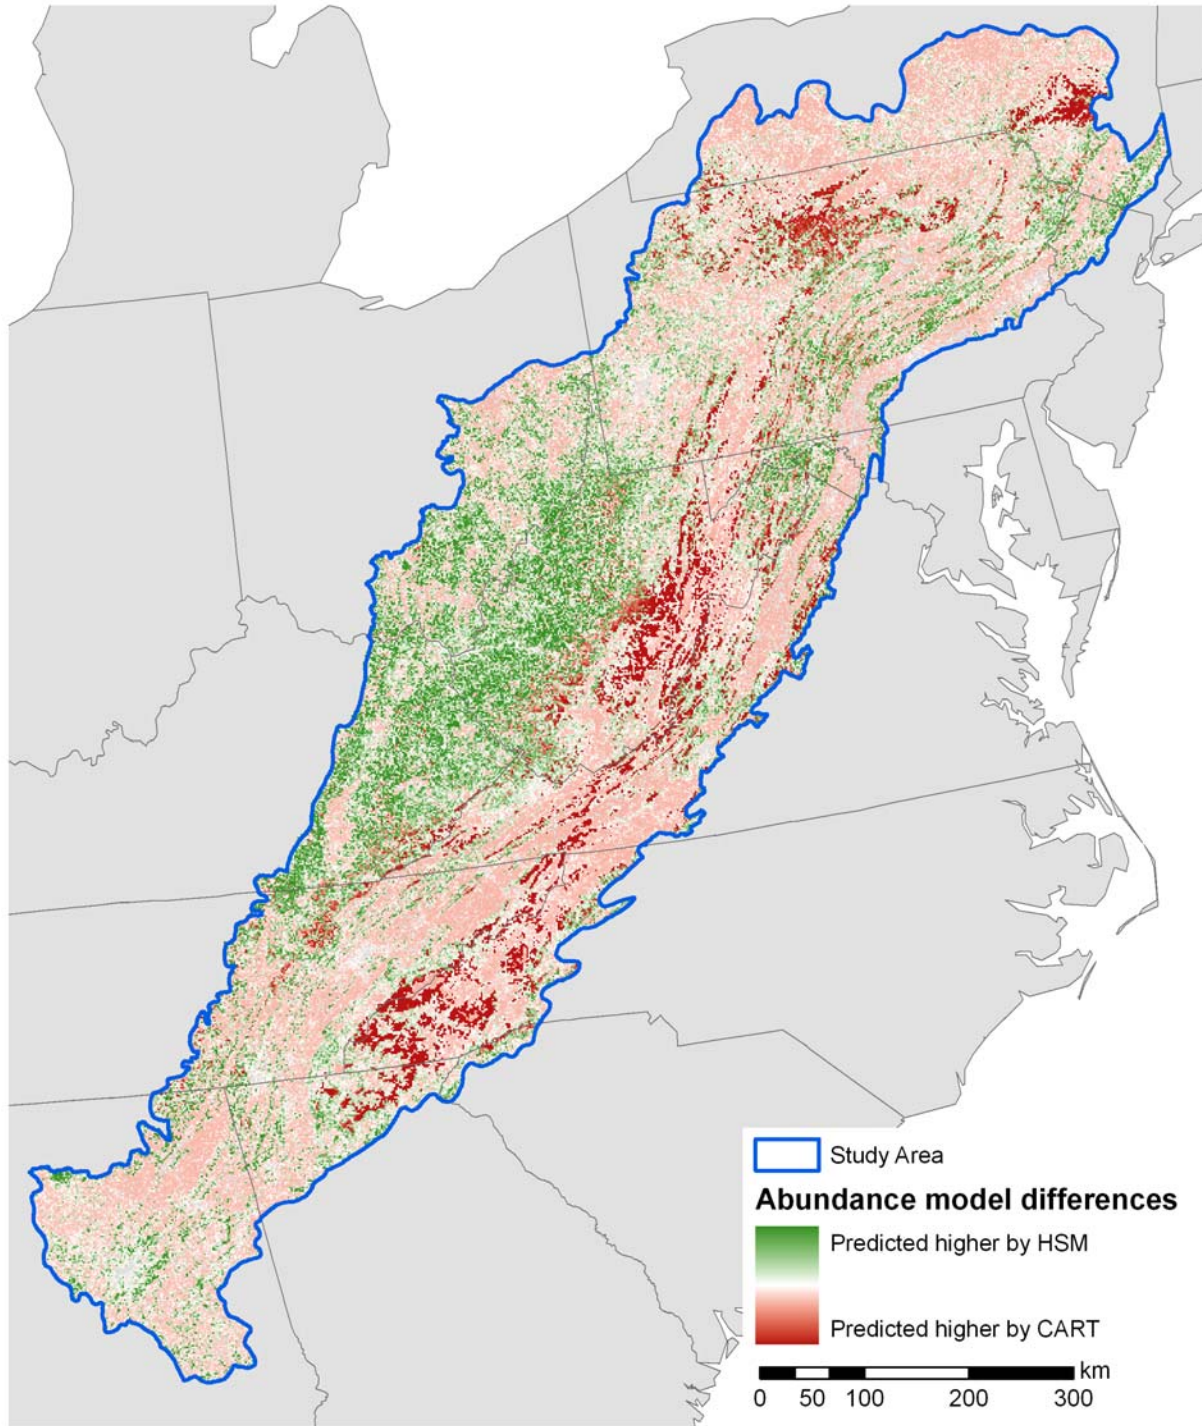 Study Area
Abundance model differences
Predicted higher by HSM
Predicted higher by CART
km
0 50 100 200 300